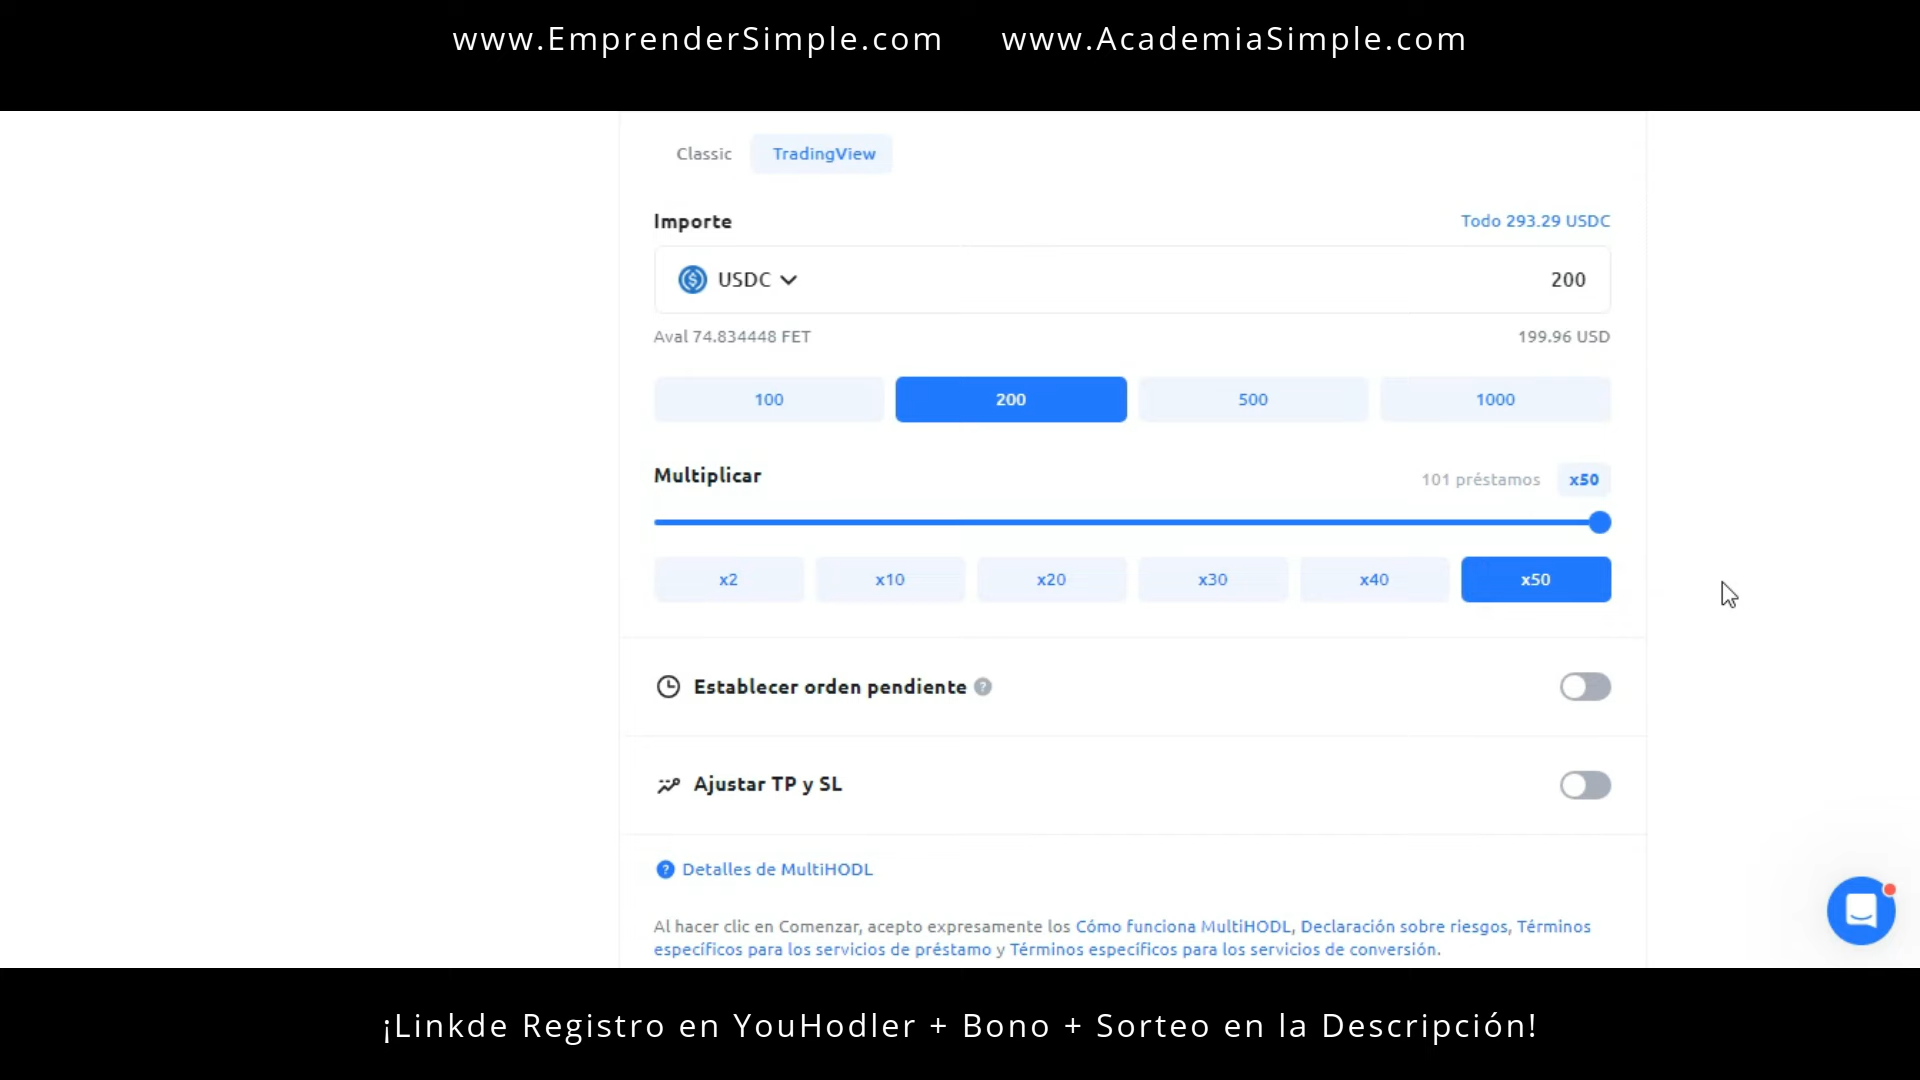 www.EmprenderSimple.com www.AcademiaSimple.com
Classic TradingView
Importe Todo 293.29 USDC
USDC 200
Aval 74.834448 FET 199.96 USD
100 200 500 1000
Multiplicar 101 préstamos x50
x2 x10 x20 x30 x40 x50
Establecer orden pendiente ?
Ajustar TP y SL
? Detalles de MultiHODL
Al hacer clic en Comenzar, acepto expresamente los Cómo funciona MultiHODL, Declaración sobre riesgos, Términos
específicos para los servicios de préstamo y Términos específicos para los servicios de conversión.
¡Linkde Registro en YouHodler + Bono + Sorteo en la Descripción!